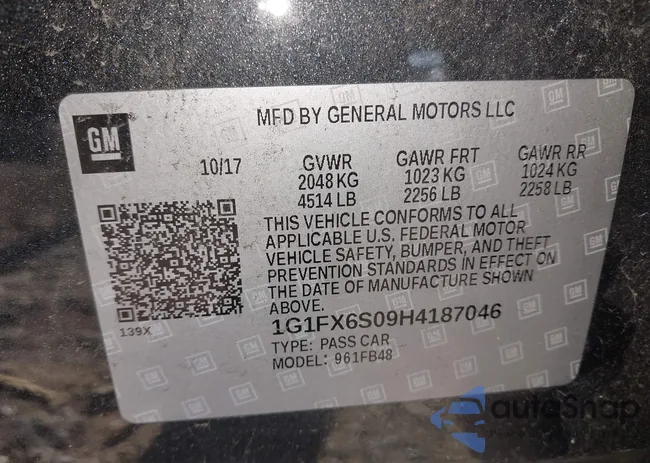 GM
MFD BY GENERAL MOTORS LLC
10/17 GVWR GAWR FRT GAWR RR
2048 KG 1023 KG 1024 KG
4514 LB 2256 LB 2258 LB
THIS VEHICLE CONFORMS TO ALL
APPLICABLE U.S. FEDERAL MOTOR
VEHICLE SAFETY, BUMPER, AND THEFT
PREVENTION STANDARDS IN EFFECT ON
THE DATE OF MANUFACTURE SHOWN
ABOVE.
139X
1G1FX6S09H4187046
TYPE: PASS CAR
MODEL: 961FB48
autoSnap